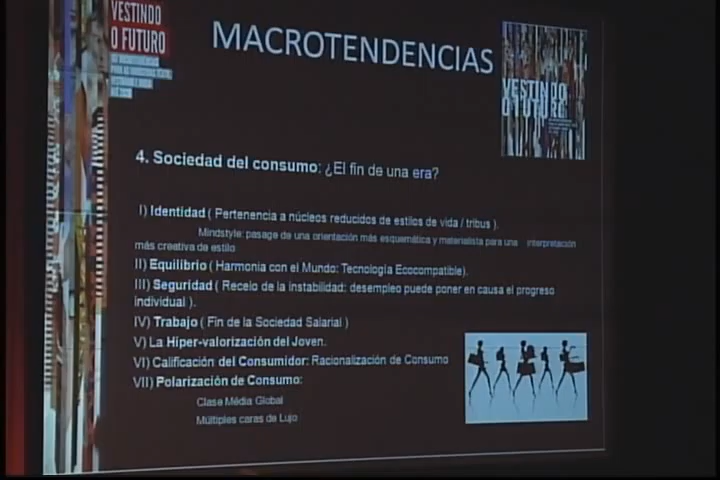 VESTINDO
O FUTURO
MACROTENDENCIAS
VESTINDO
O FUTURO
4. Sociedad del consumo: ¿El fin de una era?
I) Identidad ( Pertenencia a núcleos reducidos de estilos de vida / tribus ).
Mindstyle: pasage de una orientación más esquemática y materialista para una interpretación
más creativa de estilo
II) Equilibrio ( Harmonia con el Mundo: Tecnología Ecocompatible).
III) Seguridad ( Recelo de la instabilidad: desempleo puede poner en causa el progreso
individual ).
IV) Trabajo ( Fin de la Sociedad Salarial )
V) La Hiper-valorización del Joven.
VI) Calificación del Consumidor: Racionalización de Consumo
VII) Polarización de Consumo:
Clase Média Global
Múltiples caras de Lujo